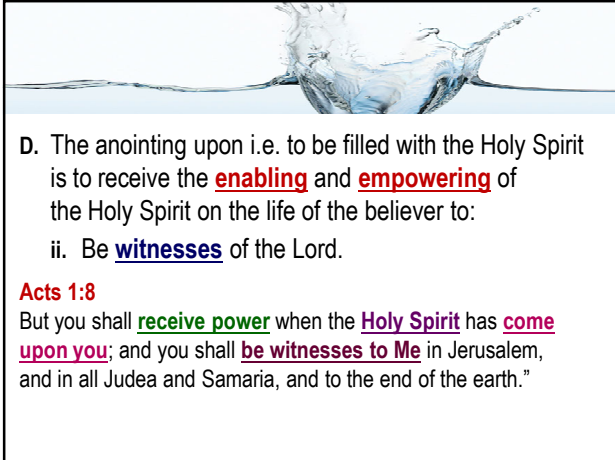 D. The anointing upon i.e. to be filled with the Holy Spirit
is to receive the enabling and empowering of
the Holy Spirit on the life of the believer to:
ii. Be witnesses of the Lord.
Acts 1:8
But you shall receive power when the Holy Spirit has come
upon you; and you shall be witnesses to Me in Jerusalem,
and in all Judea and Samaria, and to the end of the earth.”